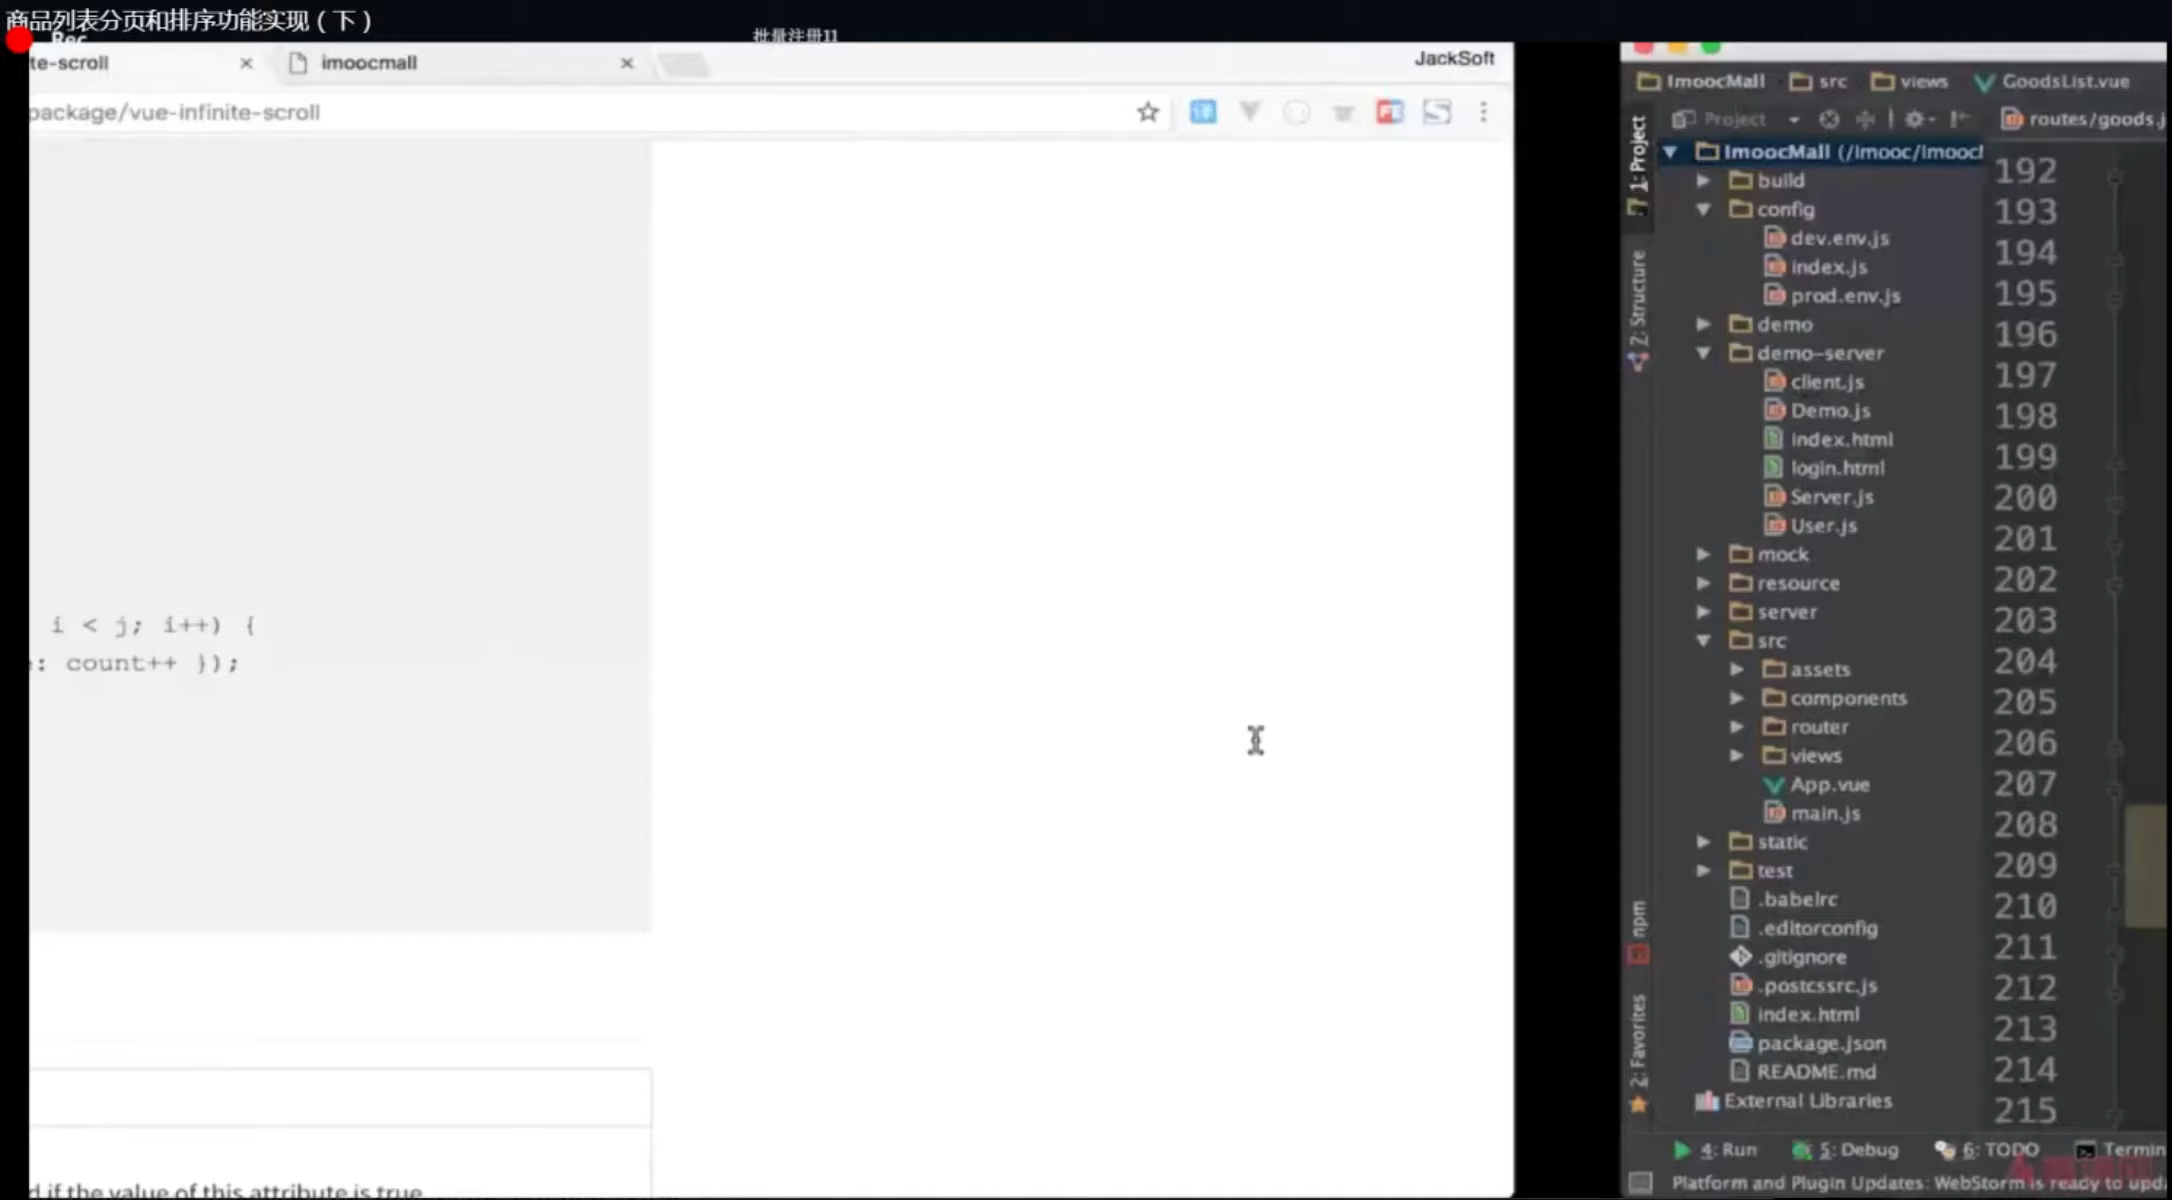 商品列表分页和排序功能实现（下）
Rec
批量注册11
te-scroll
imoocmall
JackSoft
package/vue-infinite-scroll
i < j; i++) {
: count++ });
d if the value of this attribute is true
ImoocMall src views GoodsList.vue
Project
routes/goods.j
1: Project
Z: Structure
npm
2: Favorites
ImoocMall (/imooc/Imooc
build
config
dev.env.js
index.js
prod.env.js
demo
demo-server
client.js
Demo.js
index.html
login.html
Server.js
User.js
mock
resource
server
src
assets
components
router
views
App.vue
main.js
static
test
.babelrc
.editorconfig
.gitignore
.postcssrc.js
index.html
package.json
README.md
External Libraries
192
193
194
195
196
197
198
199
200
201
202
203
204
205
206
207
208
209
210
211
212
213
214
215
4: Run
5: Debug
6: TODO
Termin
Platform and Plugin Updates: WebStorm is ready to upd